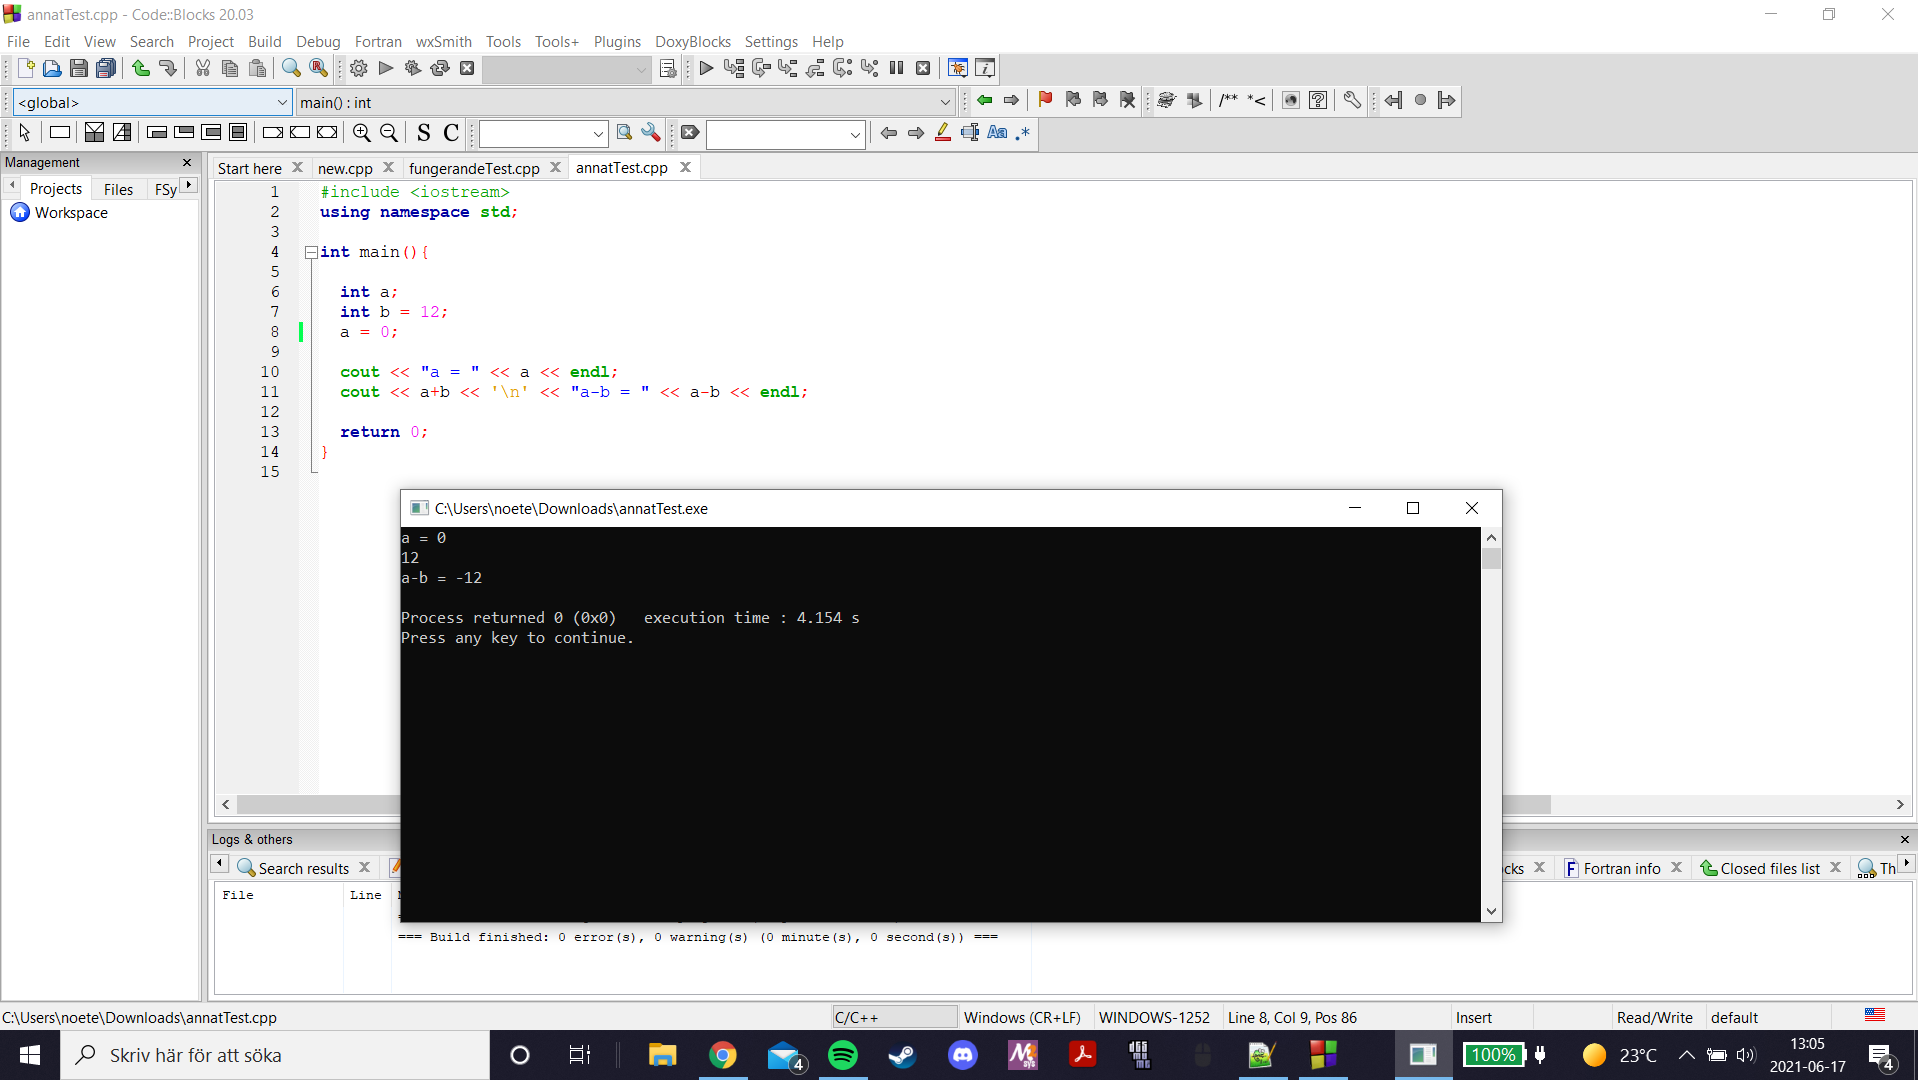 annatTest.cpp - Code::Blocks 20.03
File Edit View Search Project Build Debug Fortran wxSmith Tools Tools+ Plugins DoxyBlocks Settings Help
<global>
main() : int
/** *<
S C
Aa .*
Management
Projects Files FSy
Workspace
Start here new.cpp fungerandeTest.cpp annatTest.cpp
1 #include <iostream>
2 using namespace std;
3
4 int main(){
5
6 int a;
7 int b = 12;
8 a = 0;
9
10 cout << "a = " << a << endl;
11 cout << a+b << '\n' << "a-b = " << a-b << endl;
12
13 return 0;
14 }
15
C:\Users\noete\Downloads\annatTest.exe
a = 0
12
a-b = -12
Process returned 0 (0x0) execution time : 4.154 s
Press any key to continue.
Logs & others
Search results cks Fortran info Closed files list Th
File Line
=== Build finished: 0 error(s), 0 warning(s) (0 minute(s), 0 second(s)) ===
C:\Users\noete\Downloads\annatTest.cpp C/C++ Windows (CR+LF) WINDOWS-1252 Line 8, Col 9, Pos 86 Insert Read/Write default
Skriv här för att söka
4
100%
23°C
13:05
2021-06-17
4